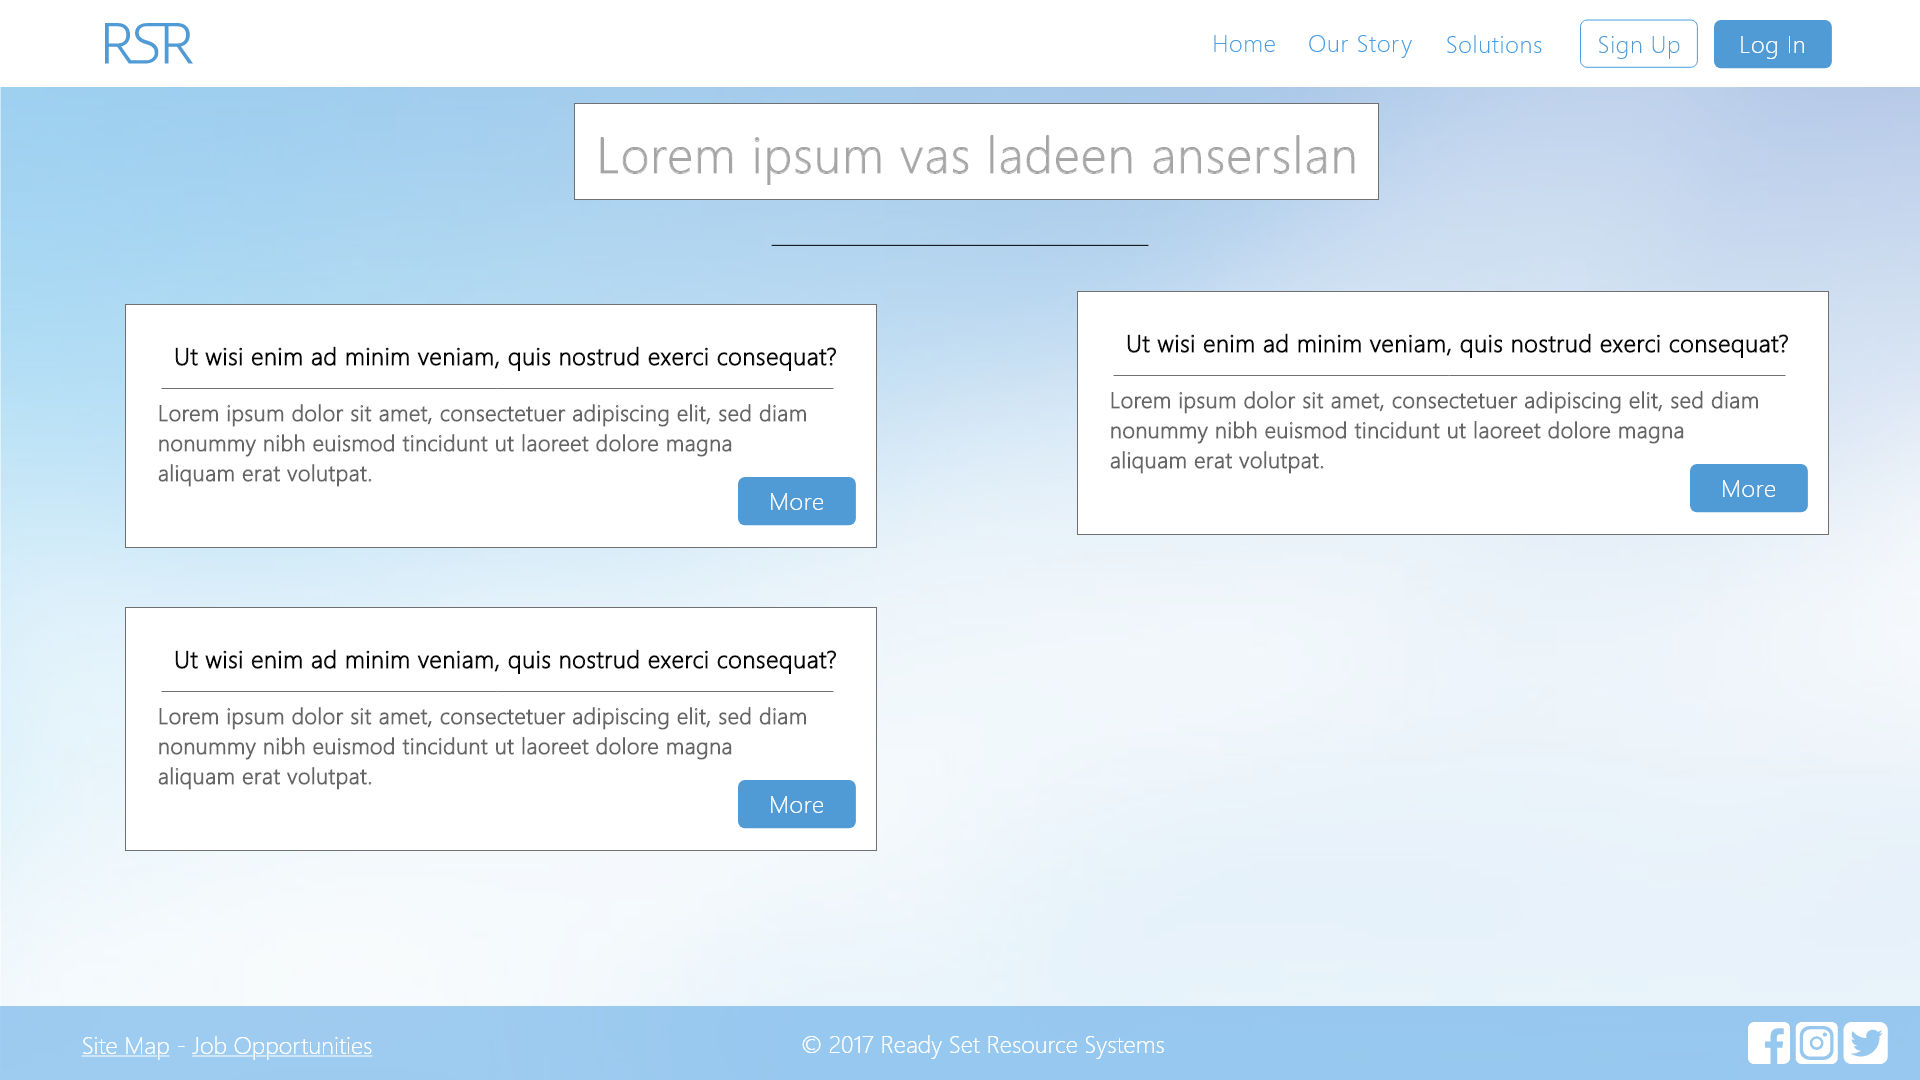 RSR
Home
Our Story
Solutions
Sign Up
Log In
Lorem ipsum vas ladeen anserslan
Ut wisi enim ad minim veniam, quis nostrud exerci consequat?
Lorem ipsum dolor sit amet, consectetuer adipiscing elit, sed diam
nonummy nibh euismod tincidunt ut laoreet dolore magna
aliquam erat volutpat.
More
Ut wisi enim ad minim veniam, quis nostrud exerci consequat?
Lorem ipsum dolor sit amet, consectetuer adipiscing elit, sed diam
nonummy nibh euismod tincidunt ut laoreet dolore magna
aliquam erat volutpat.
More
Ut wisi enim ad minim veniam, quis nostrud exerci consequat?
Lorem ipsum dolor sit amet, consectetuer adipiscing elit, sed diam
nonummy nibh euismod tincidunt ut laoreet dolore magna
aliquam erat volutpat.
More
Site Map - Job Opportunities
© 2017 Ready Set Resource Systems